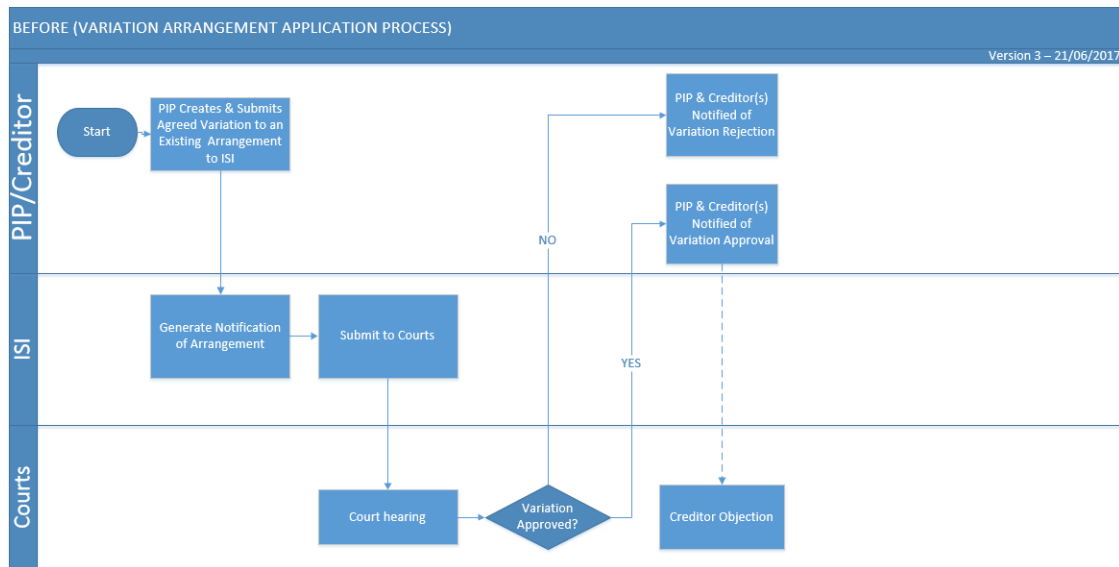 BEFORE (VARIATION ARRANGEMENT APPLICATION PROCESS)
Version 3 – 21/06/2017
PIP/Creditor
Start
PIP Creates & Submits
Agreed Variation to an
Existing Arrangement
to ISI
PIP & Creditor(s)
Notified of
Variation Rejection
PIP & Creditor(s)
Notified of
Variation Approval
NO
ISI
Generate Notification
of Arrangement
Submit to Courts
YES
Courts
Court hearing
Variation
Approved?
Creditor Objection